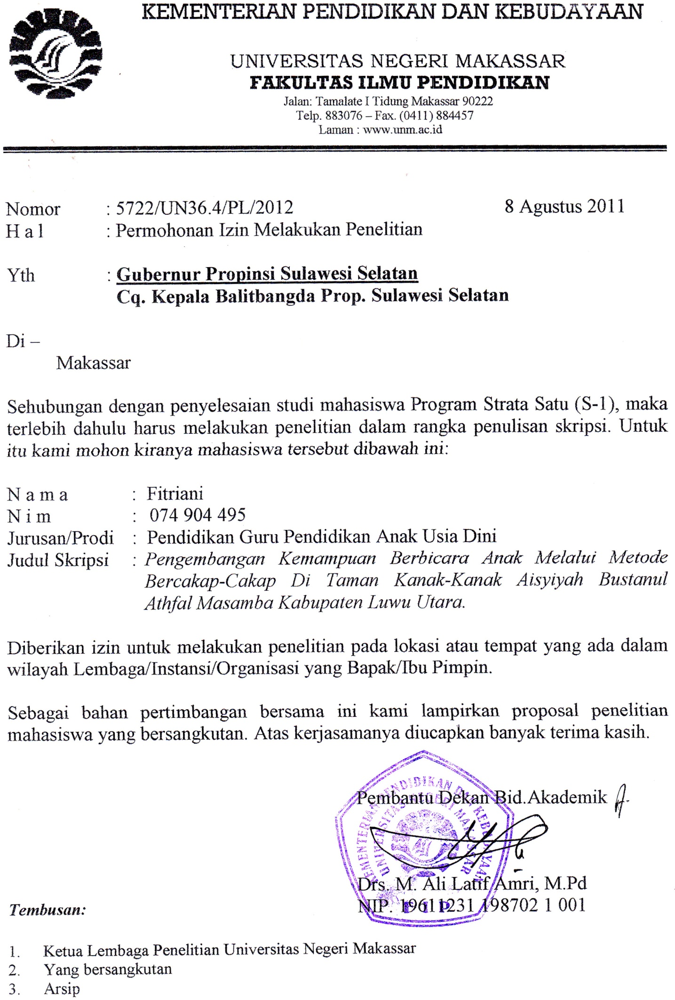 KEMENTERIAN PENDIDIKAN DAN KEBUDAYAAN
UNIVERSITAS NEGERI MAKASSAR
FAKULTAS ILMU PENDIDIKAN
Jalan: Tamalate I Tidung Makassar 90222
Telp. 883076 – Fax. (0411) 884457
Laman : www.unm.ac.id
Nomor : 5722/UN36.4/PL/2012 8 Agustus 2011
H a l : Permohonan Izin Melakukan Penelitian
Yth : Gubernur Propinsi Sulawesi Selatan
Cq. Kepala Balitbangda Prop. Sulawesi Selatan
Di –
Makassar
Sehubungan dengan penyelesaian studi mahasiswa Program Strata Satu (S-1), maka
terlebih dahulu harus melakukan penelitian dalam rangka penulisan skripsi. Untuk
itu kami mohon kiranya mahasiswa tersebut dibawah ini:
N a m a : Fitriani
N i m : 074 904 495
Jurusan/Prodi : Pendidikan Guru Pendidikan Anak Usia Dini
Judul Skripsi : Pengembangan Kemampuan Berbicara Anak Melalui Metode
Bercakap-Cakap Di Taman Kanak-Kanak Aisyiyah Bustanul
Athfal Masamba Kabupaten Luwu Utara.
Diberikan izin untuk melakukan penelitian pada lokasi atau tempat yang ada dalam
wilayah Lembaga/Instansi/Organisasi yang Bapak/Ibu Pimpin.
Sebagai bahan pertimbangan bersama ini kami lampirkan proposal penelitian
mahasiswa yang bersangkutan. Atas kerjasamanya diucapkan banyak terima kasih.
Pembantu Dekan Bid.Akademik
KEMENTERIAN PENDIDIKAN DAN KEBUDAYAAN
UNIVERSITAS NEGERI MAKASSAR
F I P
Drs. M. Ali Latif Amri, M.Pd
NIP. 19611231 198702 1 001
Tembusan:
1. Ketua Lembaga Penelitian Universitas Negeri Makassar
2. Yang bersangkutan
3. Arsip